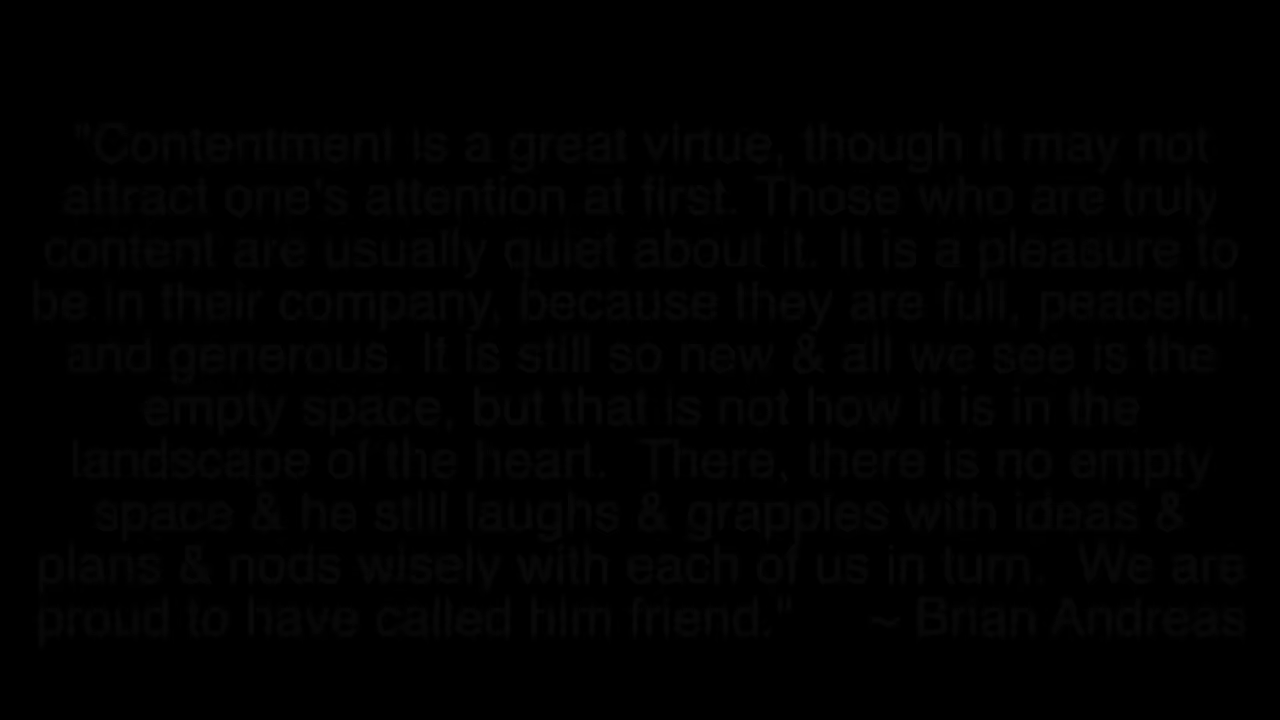 "Contentment is a great virtue, though it may not
attract one's attention at first. Those who are truly
content are usually quiet about it. It is a pleasure to
be in their company, because they are full, peaceful,
and generous. It is still so new & all we see is the
empty space, but that is not how it is in the
landscape of the heart. There, there is no empty
space & he still laughs & grapples with ideas &
plans & nods wisely with each of us in turn. We are
proud to have called him friend." ~ Brian Andreas